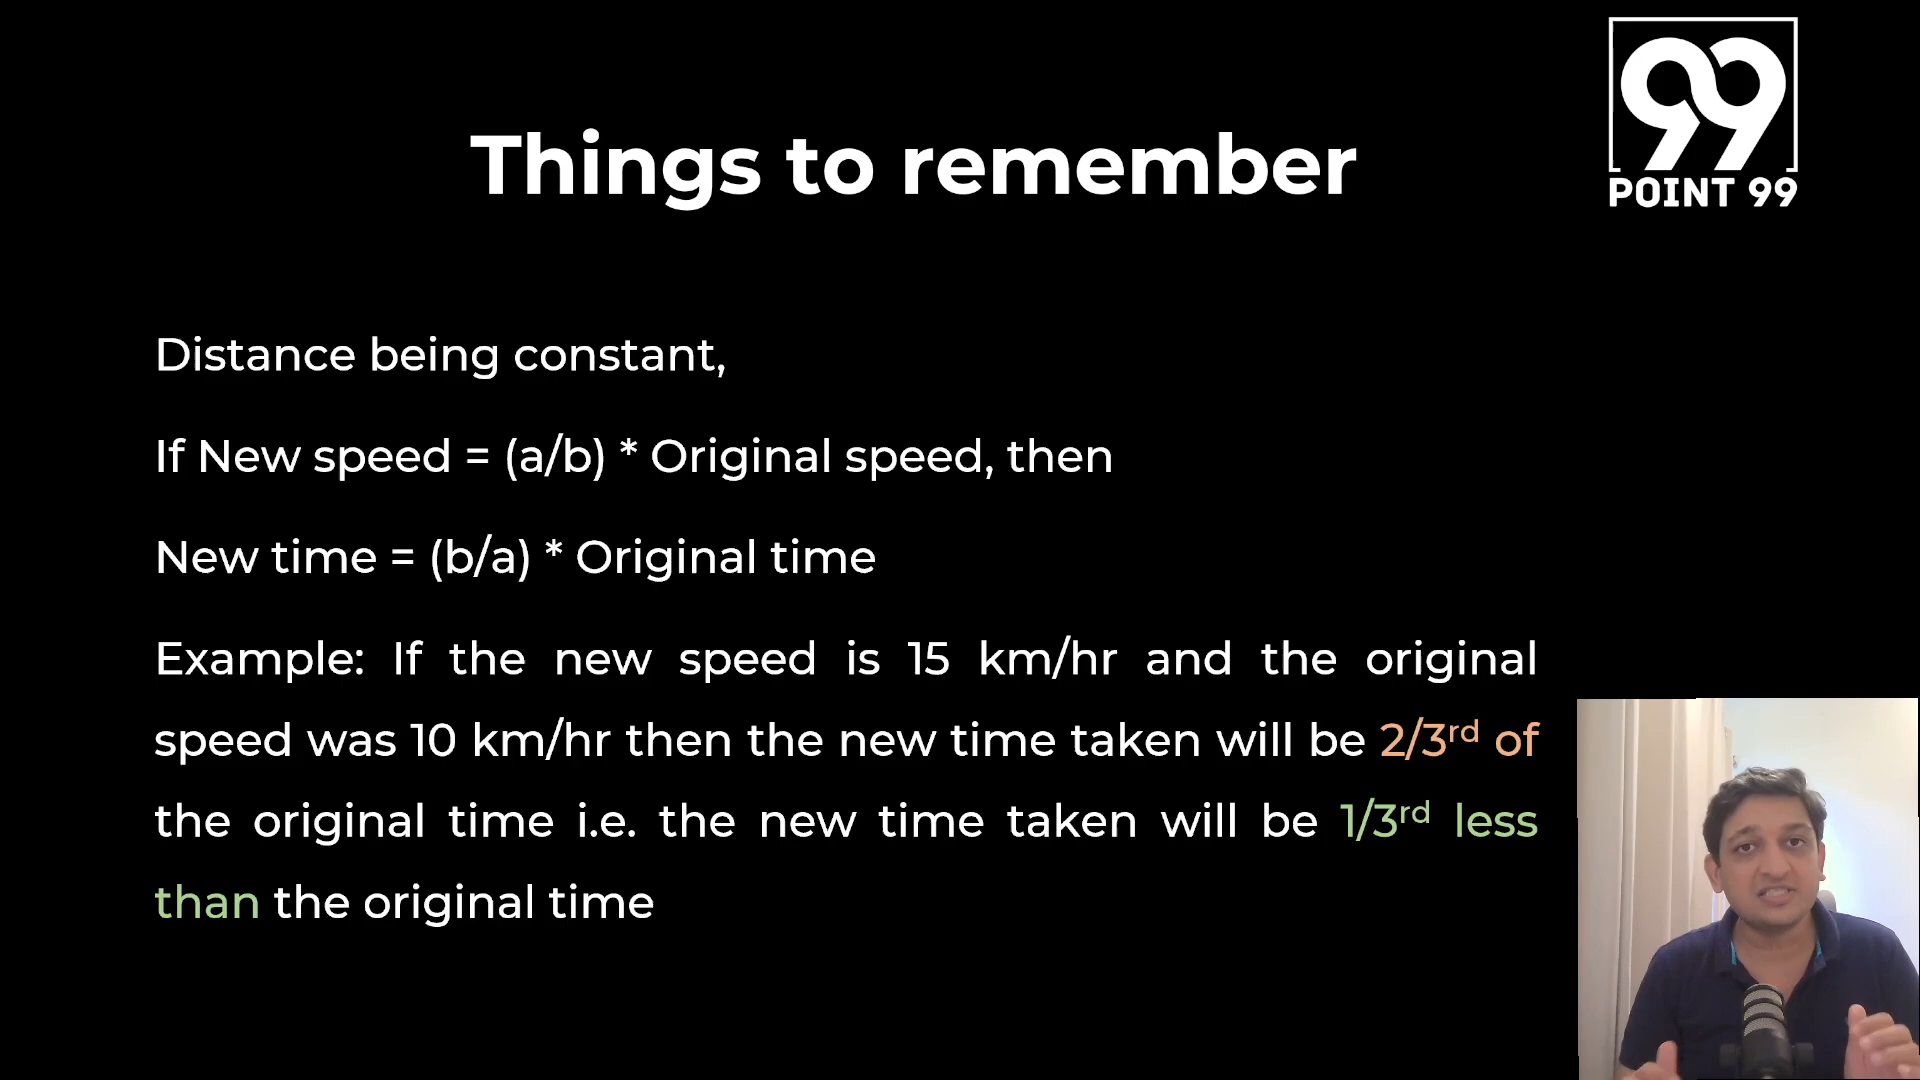 99
POINT 99
Things to remember
Distance being constant,
If New speed = (a/b) * Original speed, then
New time = (b/a) * Original time
Example: If the new speed is 15 km/hr and the original
speed was 10 km/hr then the new time taken will be 2/3rd of
the original time i.e. the new time taken will be 1/3rd less
than the original time